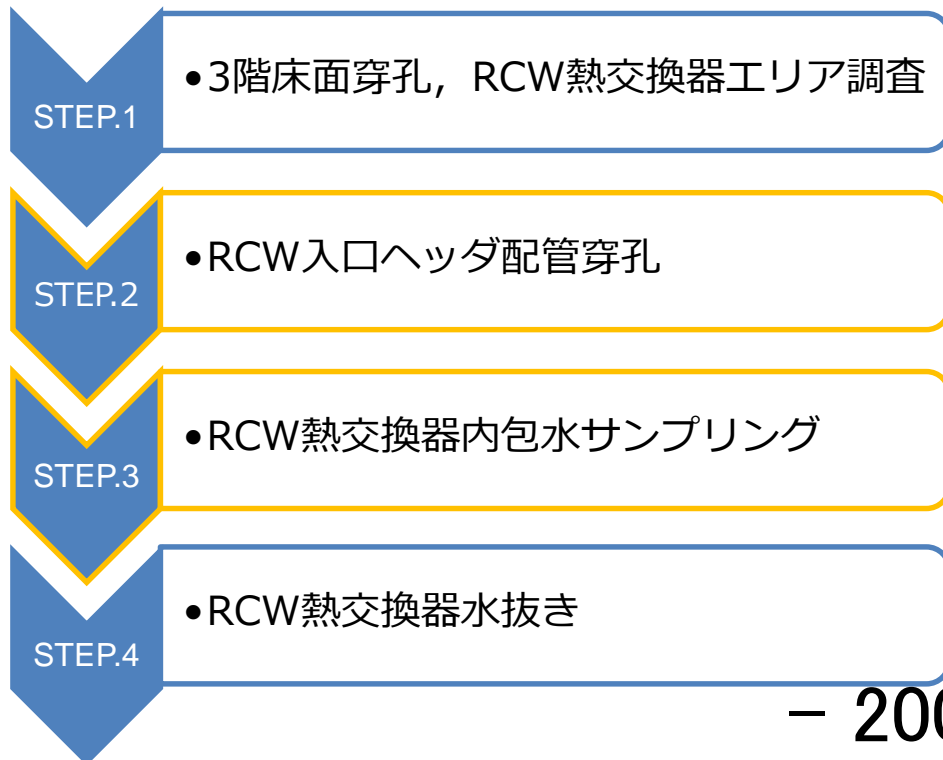 STEP.1
•3階床面穿孔，RCW熱交換器エリア調査
STEP.2
•RCW入口ヘッダ配管穿孔
STEP.3
•RCW熱交換器内包水サンプリング
STEP.4
•RCW熱交換器水抜き
− 200